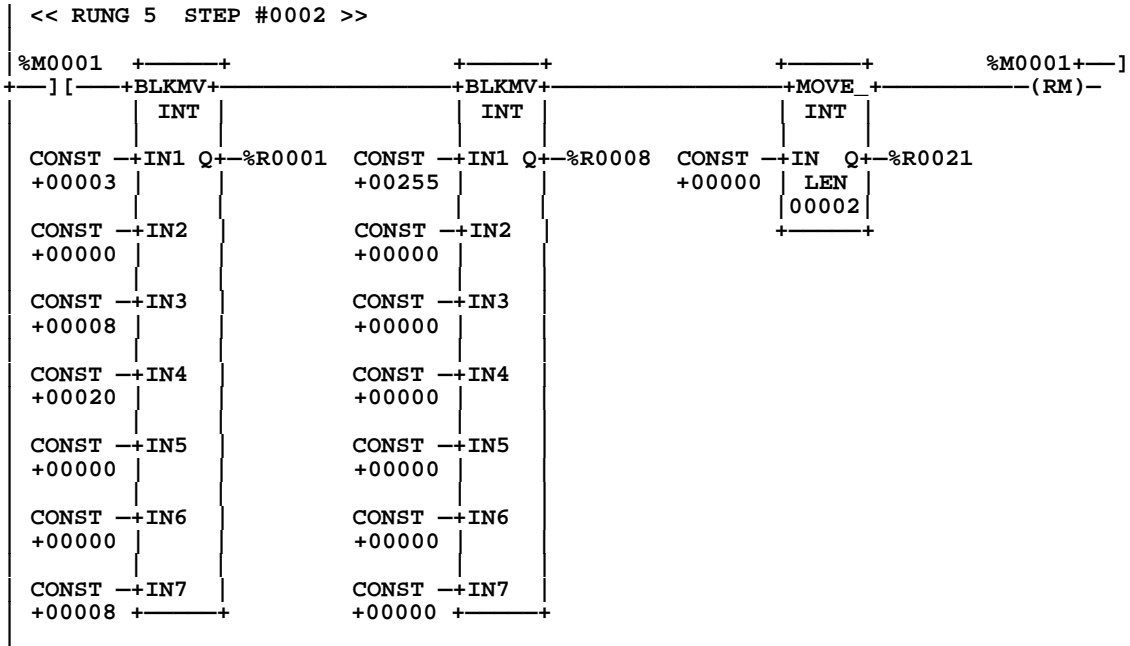 << RUNG 5 STEP #0002 >>
%M0001 +———+ +———+ +———+ %M0001+——]
+——] [———+BLKMV+———————+BLKMV+———————+MOVE_+——————(RM)—
INT INT INT
CONST —+IN1 Q+—%R0001 CONST —+IN1 Q+—%R0008 CONST —+IN Q+—%R0021
+00003 +00255 +00000 LEN
00002
CONST —+IN2 CONST —+IN2
+00000 +00000
CONST —+IN3 CONST —+IN3
+00008 +00000
CONST —+IN4 CONST —+IN4
+00020 +00000
CONST —+IN5 CONST —+IN5
+00000 +00000
CONST —+IN6 CONST —+IN6
+00000 +00000
CONST —+IN7 CONST —+IN7
+00008 +00000